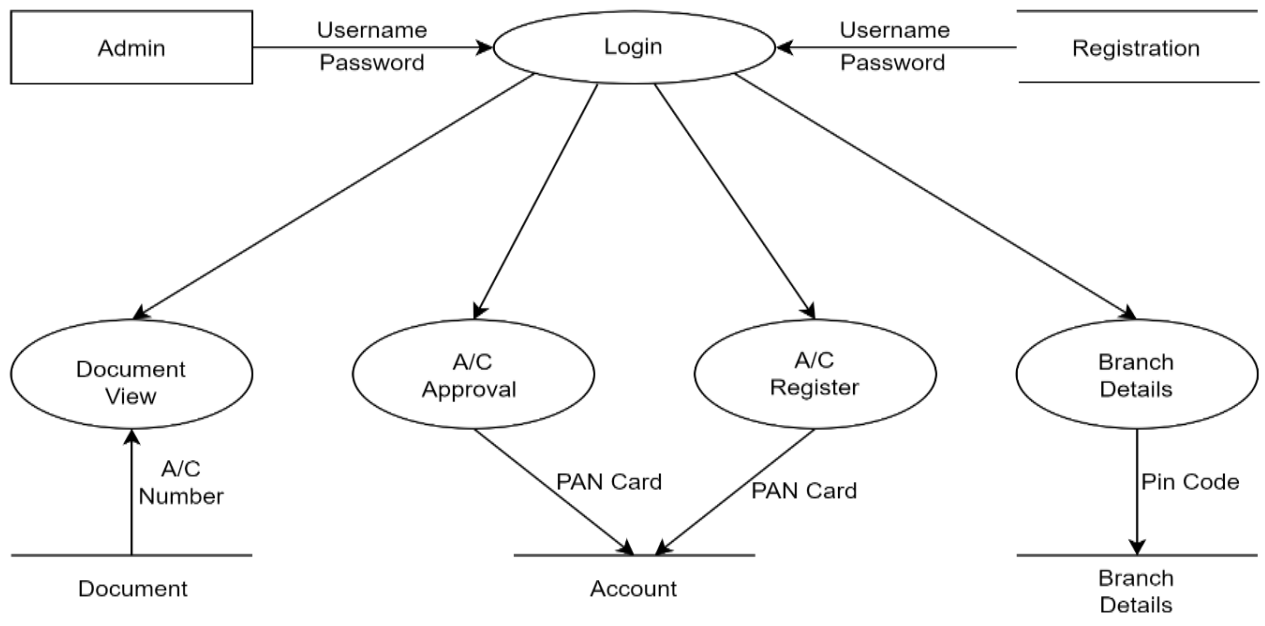 Admin
Username
Password
Login
Username
Password
Registration
Document
View
A/C
Approval
A/C
Register
Branch
Details
A/C
Number
PAN Card
PAN Card
Pin Code
Document
Account
Branch
Details